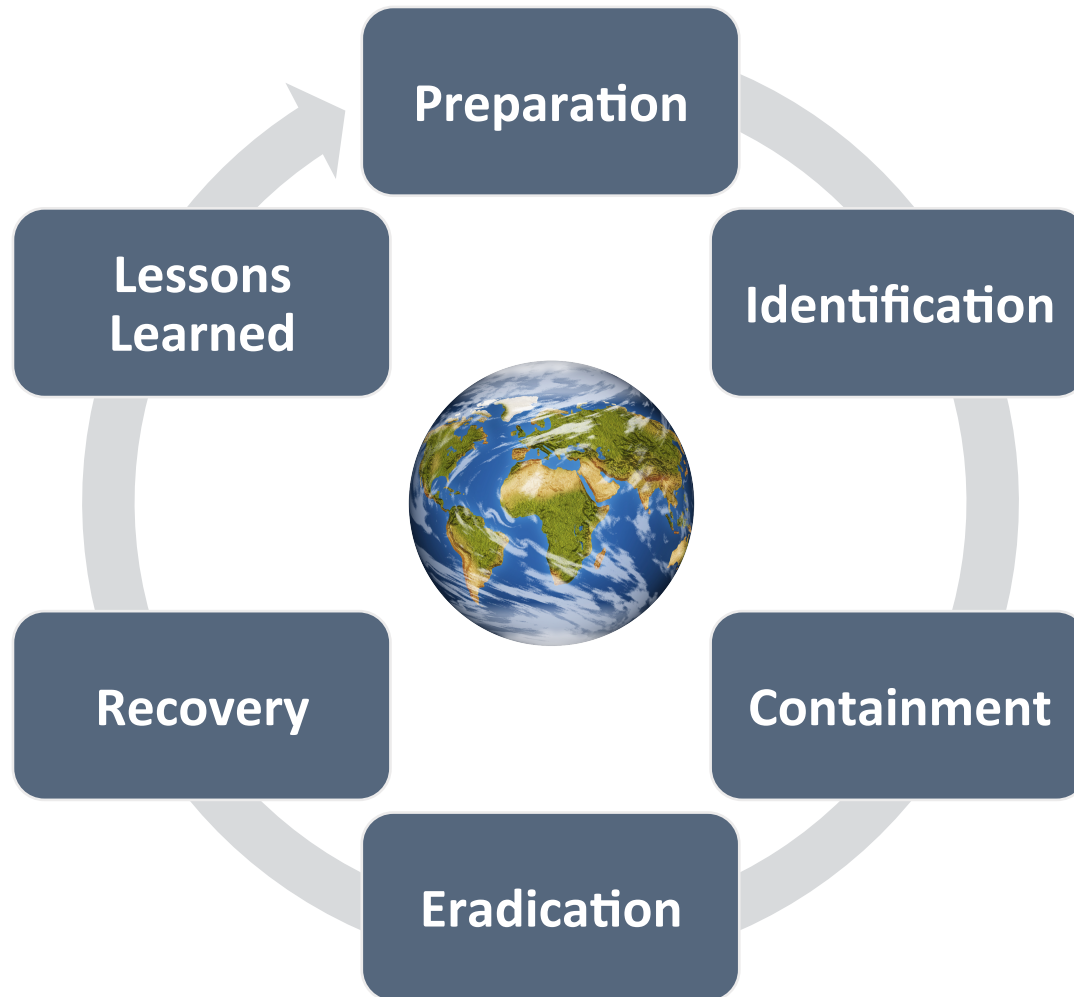 Preparation
Identification
Containment
Eradication
Recovery
Lessons
Learned